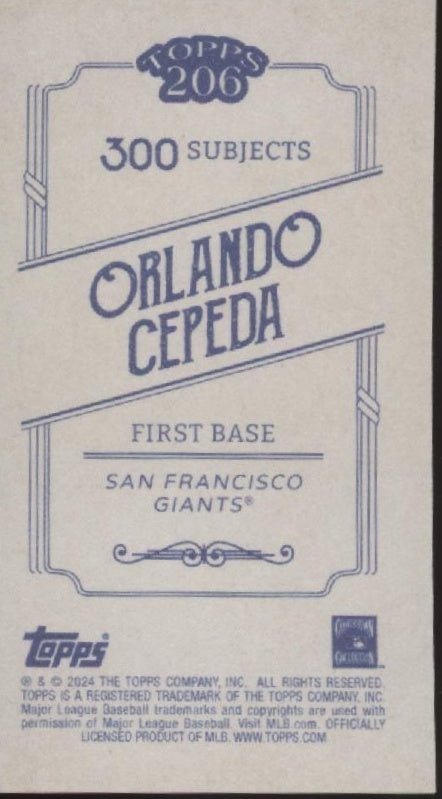 TOPPS
206
300 SUBJECTS
ORLANDO
CEPEDA
FIRST BASE
SAN FRANCISCO
GIANTS®
topps
COOPERSTOWN
COLLECTION
® & © 2024 THE TOPPS COMPANY, INC. ALL RIGHTS RESERVED.
TOPPS IS A REGISTERED TRADEMARK OF THE TOPPS COMPANY, INC.
Major League Baseball trademarks and copyrights are used with
permission of Major League Baseball. Visit MLB.com. OFFICIALLY
LICENSED PRODUCT OF MLB. WWW.TOPPS.COM